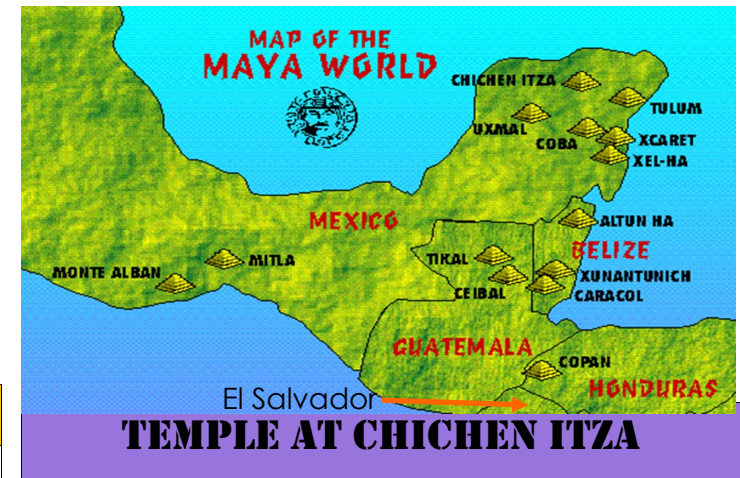 MAP OF THE
MAYA WORLD
CHICHEN ITZA
TULUM
UXMAL
COBA
XCARET
XEL-HA
MEXICO
ALTUN HA
BELIZE
TIKAL
MITLA
MONTE ALBAN
XUNANTUNICH
CEIBAL
CARACOL
GUATEMALA
COPAN
HONDURAS
El Salvador
TEMPLE AT CHICHEN ITZA